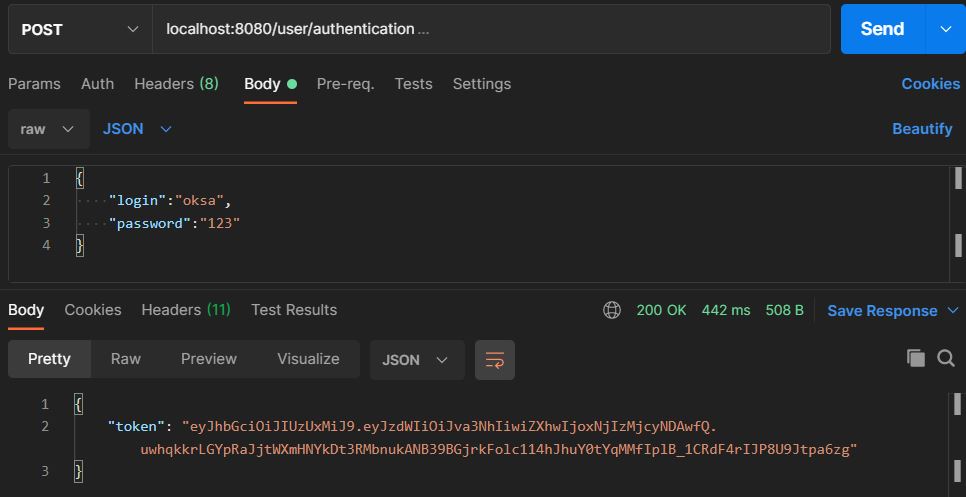 POST localhost:8080/user/authentication ... Send
Params Auth Headers (8) Body Pre-req. Tests Settings Cookies
raw JSON Beautify
1 {
2 "login":"oksa",
3 "password":"123"
4 }
Body Cookies Headers (11) Test Results 200 OK 442 ms 508 B Save Response
Pretty Raw Preview Visualize JSON
1 {
2 "token": "eyJhbGciOiJIUzUxMiJ9.eyJzdWIiOiJva3NhIiwiZXhwIjoxNjIzMjcyNDAwfQ.
uwhqkkrLGYpRaJjtWXmHNYkDt3RMbnukANB39BGjrkFolc114hJhuY0tYqMMfIplB_1CRdF4rIJP8U9Jtpa6zg"
3 }